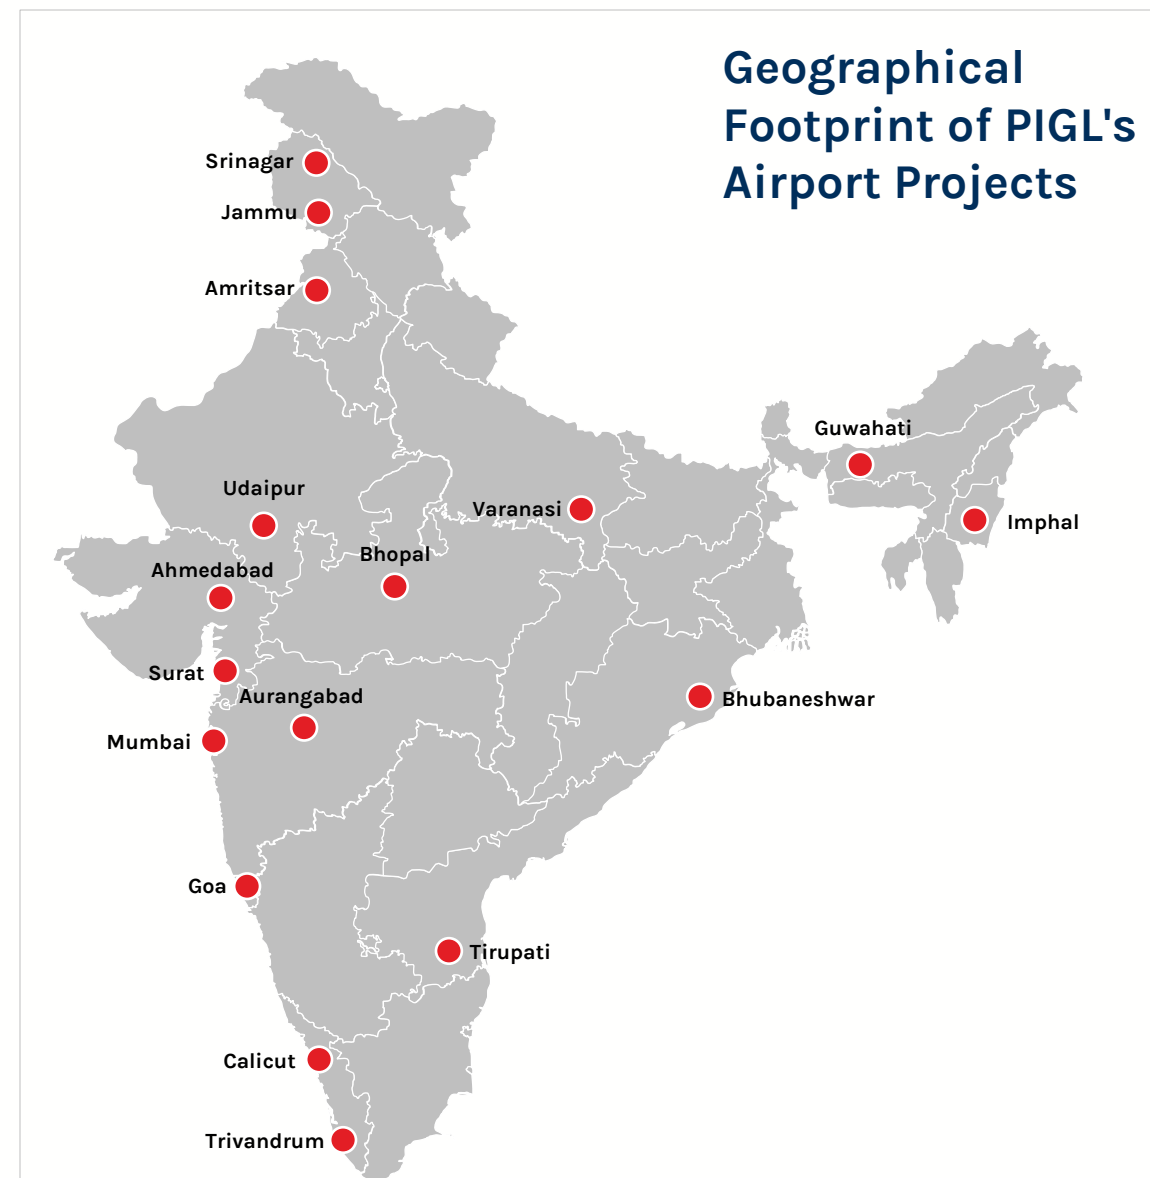 Geographical
Footprint of PIGL's
Airport Projects
Srinagar
Jammu
Amritsar
Guwahati
Udaipur
Varanasi
Imphal
Bhopal
Ahmedabad
Surat
Aurangabad
Bhubaneshwar
Mumbai
Goa
Tirupati
Calicut
Trivandrum